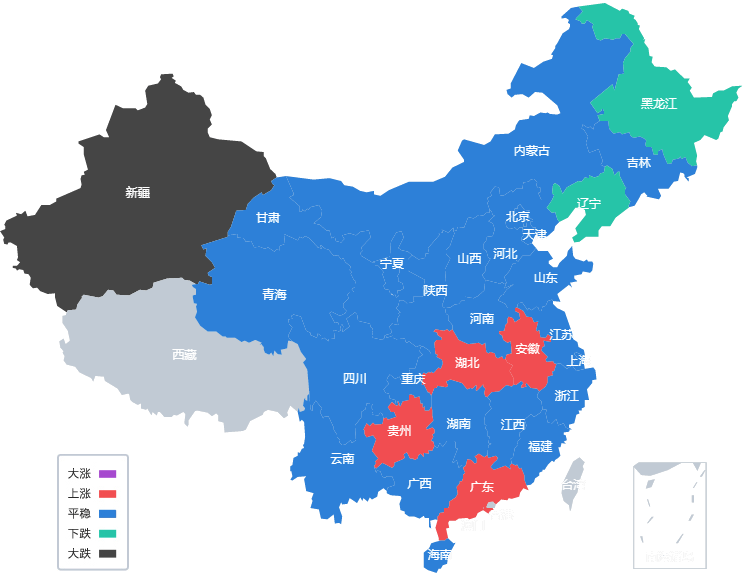 黑龙江
内蒙古
吉林
新疆
辽宁
甘肃
北京
天津
山西
河北
宁夏
山东
陕西
青海
河南
江苏
安徽
西藏
上海
湖北
四川
重庆
浙江
湖南
江西
贵州
福建
云南
广西
广东
台湾
海南
大涨
上涨
平稳
下跌
大跌